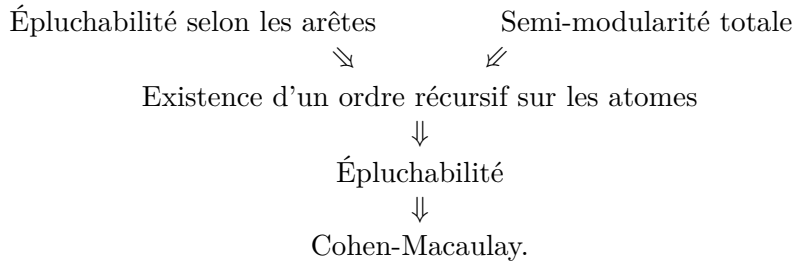 Épluchabilité selon les arêtes Semi-modularité totale
⇘ ⇙
Existence d'un ordre récursif sur les atomes
⇓
Épluchabilité
⇓
Cohen-Macaulay.